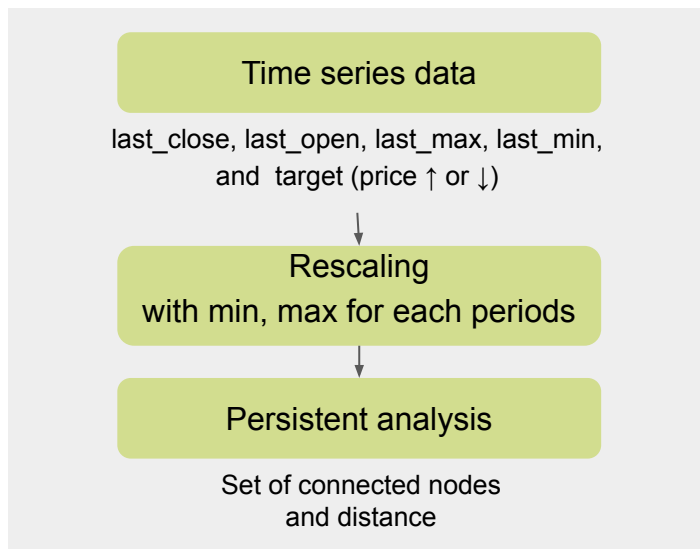 Time series data
last_close, last_open, last_max, last_min,
and target (price ↑ or ↓)
Rescaling
with min, max for each periods
Persistent analysis
Set of connected nodes
and distance